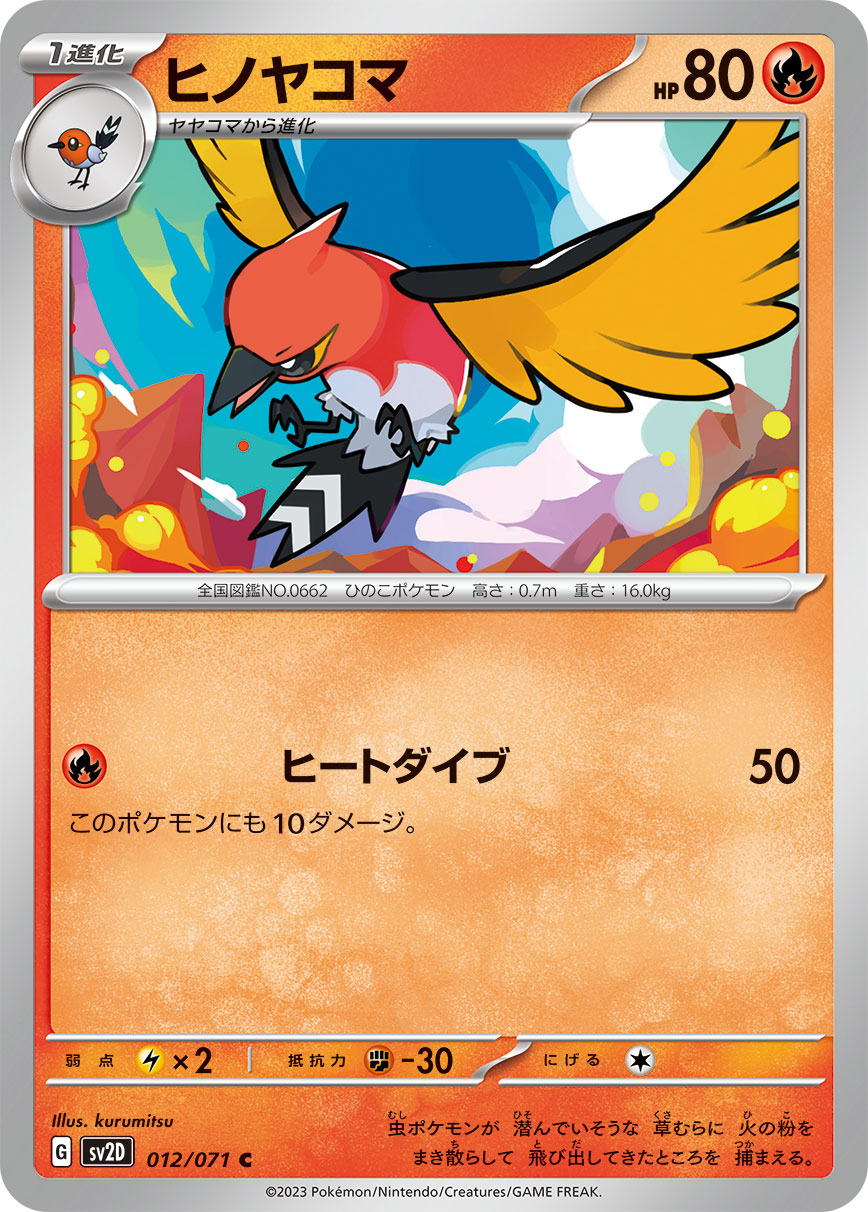 1進化
ヒノヤコマ
HP 80
ヤヤコマから進化
全国図鑑NO.0662 ひのこポケモン 高さ:0.7m 重さ:16.0kg
ヒートダイブ 50
このポケモンにも10ダメージ。
弱点 ×2 抵抗力 -30 にげる
Illus. kurumitsu
虫ポケモンが 潜んでいそうな 草むらに 火の粉を
まき散らして 飛び出してきたところを 捕まえる。
G sv2D 012/071 C
©2023 Pokémon/Nintendo/Creatures/GAME FREAK.